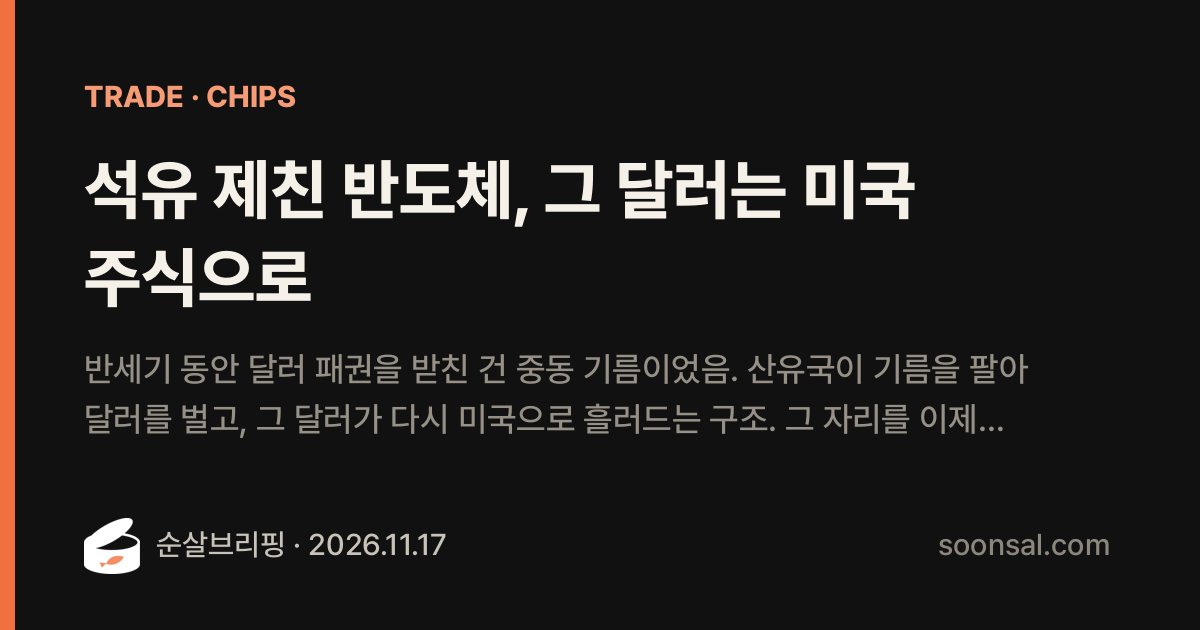 TRADE · CHIPS
석유 제친 반도체, 그 달러는 미국
주식으로
반세기 동안 달러 패권을 받친 건 중동 기름이었음. 산유국이 기름을 팔아
달러를 벌고, 그 달러가 다시 미국으로 흘러드는 구조. 그 자리를 이제...
순살브리핑 · 2026.11.17
soonsal.com